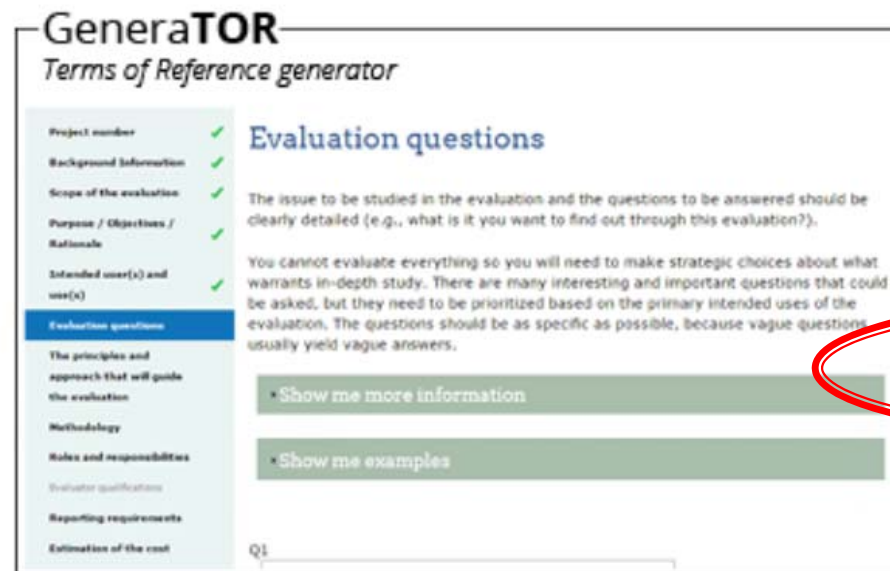 GeneraTOR
Terms of Reference generator
Project number
Background Information
Scope of the evaluation
Purpose / Objectives /
Rationale
Intended user(s) and
use(s)
Evaluation questions
The principles and
approach that will guide
the evaluation
Methodology
Roles and responsibilities
Evaluator qualifications
Reporting requirements
Estimation of the cost
Evaluation questions
The issue to be studied in the evaluation and the questions to be answered should be
clearly detailed (e.g., what is it you want to find out through this evaluation?).
You cannot evaluate everything so you will need to make strategic choices about what
warrants in-depth study. There are many interesting and important questions that could
be asked, but they need to be prioritized based on the primary intended uses of the
evaluation. The questions should be as specific as possible, because vague questions
usually yield vague answers.
Show me more information
Show me examples
Q1